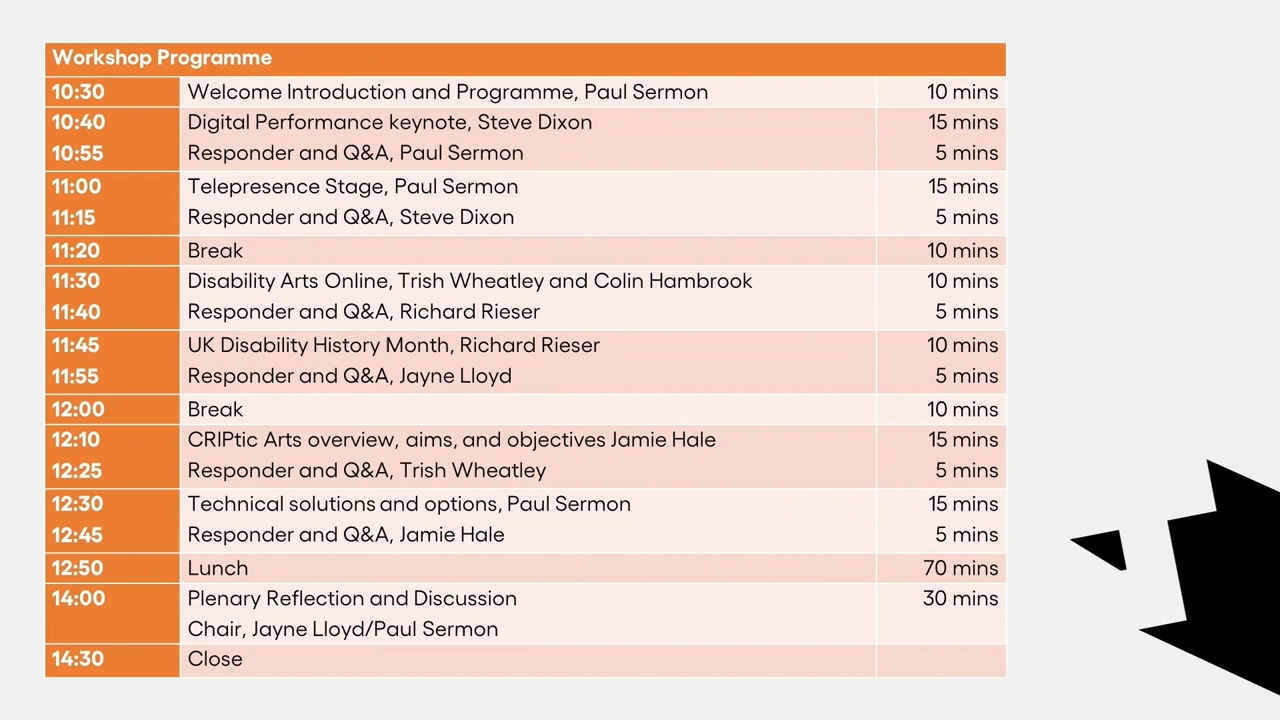 Workshop Programme
10:30 Welcome Introduction and Programme, Paul Sermon 10 mins
10:40 Digital Performance keynote, Steve Dixon 15 mins
10:55 Responder and Q&A, Paul Sermon 5 mins
11:00 Telepresence Stage, Paul Sermon 15 mins
11:15 Responder and Q&A, Steve Dixon 5 mins
11:20 Break 10 mins
11:30 Disability Arts Online, Trish Wheatley and Colin Hambrook 10 mins
11:40 Responder and Q&A, Richard Rieser 5 mins
11:45 UK Disability History Month, Richard Rieser 10 mins
11:55 Responder and Q&A, Jayne Lloyd 5 mins
12:00 Break 10 mins
12:10 CRIPtic Arts overview, aims, and objectives Jamie Hale 15 mins
12:25 Responder and Q&A, Trish Wheatley 5 mins
12:30 Technical solutions and options, Paul Sermon 15 mins
12:45 Responder and Q&A, Jamie Hale 5 mins
12:50 Lunch 70 mins
14:00 Plenary Reflection and Discussion 30 mins
Chair, Jayne Lloyd/Paul Sermon
14:30 Close